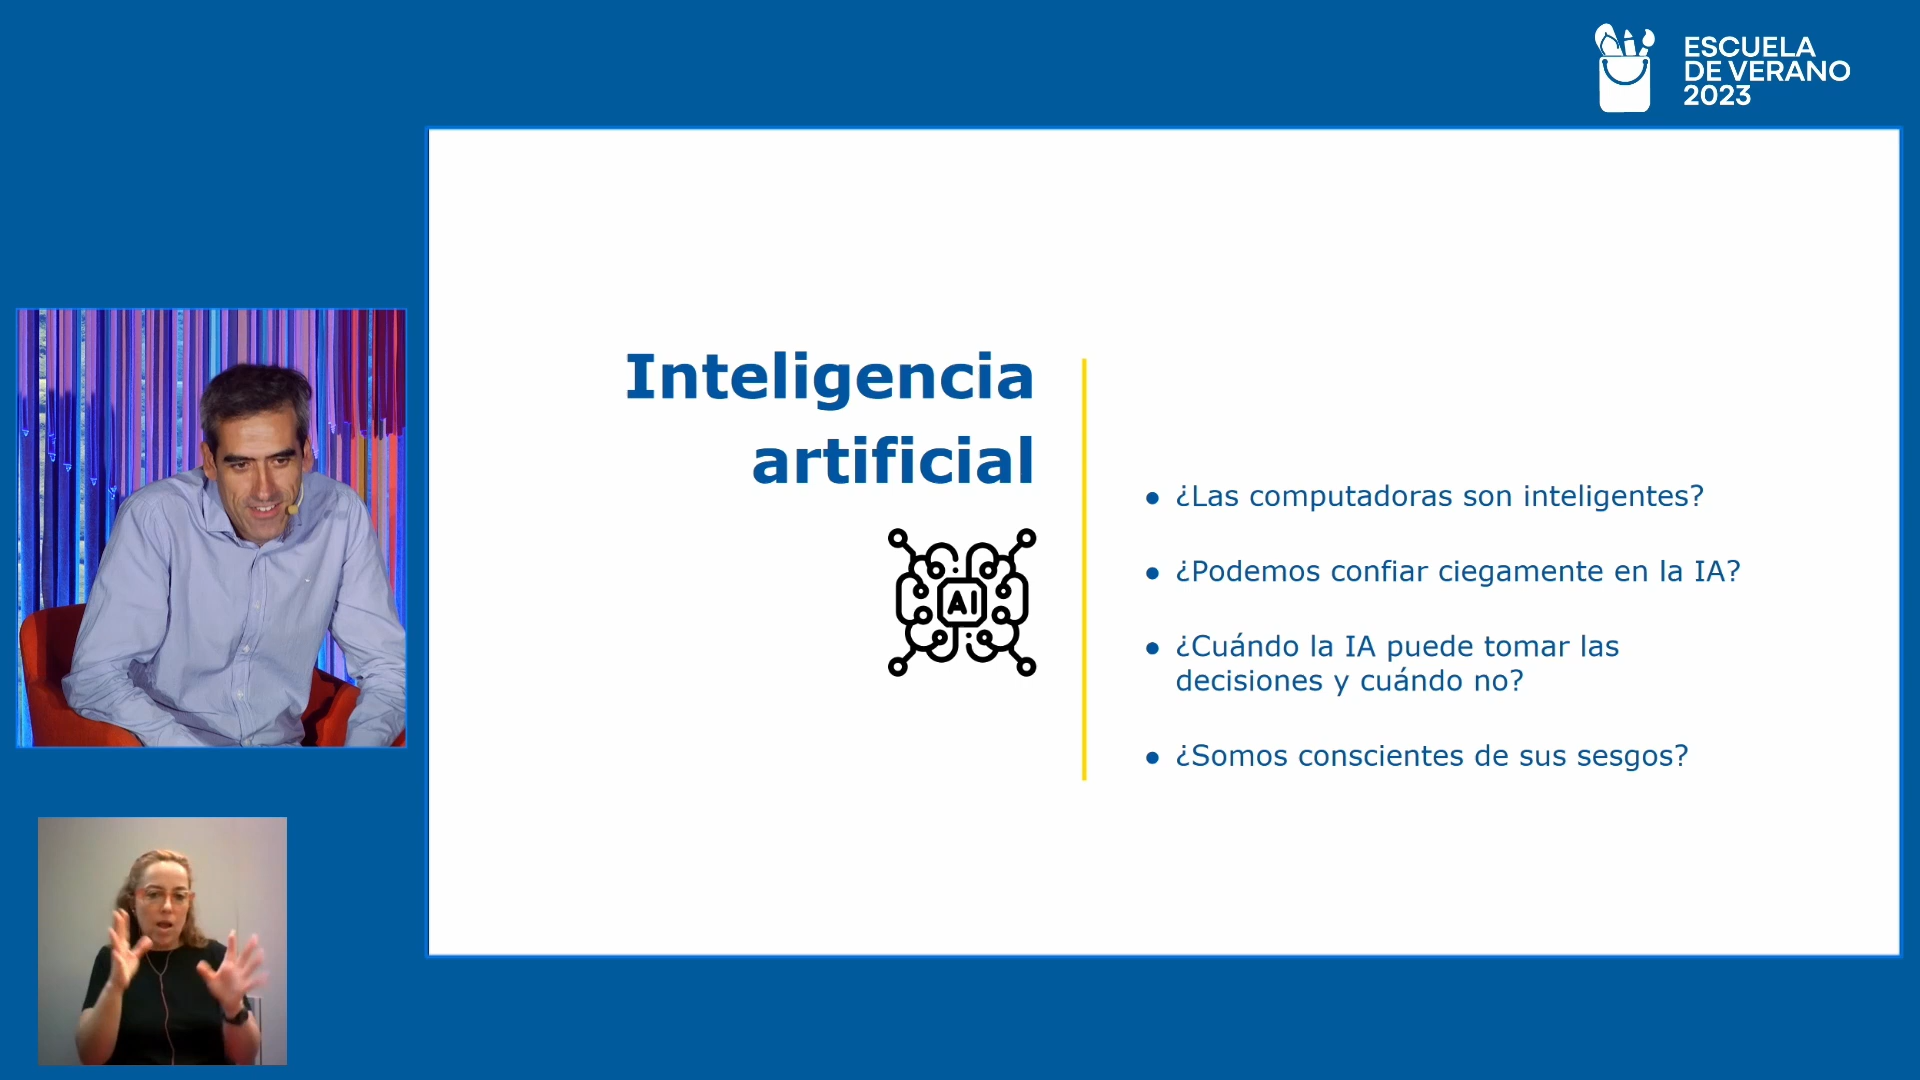 ESCUELA
DE VERANO
2023
Inteligencia
artificial
AI
● ¿Las computadoras son inteligentes?
● ¿Podemos confiar ciegamente en la IA?
● ¿Cuándo la IA puede tomar las
decisiones y cuándo no?
● ¿Somos conscientes de sus sesgos?